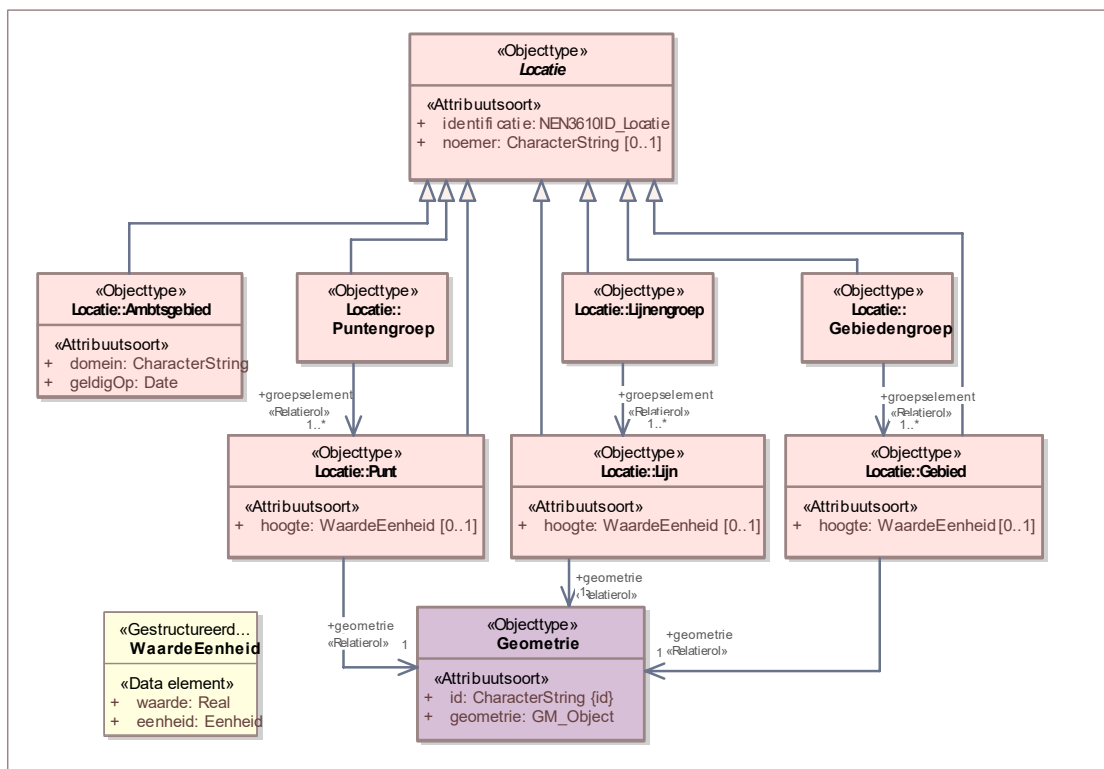 «Objecttype»
Locatie
«Attribuutsoort»
+ identificatie: NEN3610ID_Locatie
+ noemer: CharacterString [0..1]
«Objecttype»
Locatie::Ambtsgebied
«Attribuutsoort»
+ domein: CharacterString
+ geldigOp: Date
«Objecttype»
Locatie::
Puntengroep
«Objecttype»
Locatie::Lijnengroep
«Objecttype»
Locatie::
Gebiedengroep
+groepselement
«Relatierol»
1..*
+groepselement
«Relatierol»
1..*
+groepselement
«Relatierol»
1..*
«Objecttype»
Locatie::Punt
«Attribuutsoort»
+ hoogte: WaardeEenheid [0..1]
«Objecttype»
Locatie::Lijn
«Attribuutsoort»
+ hoogte: WaardeEenheid [0..1]
«Objecttype»
Locatie::Gebied
«Attribuutsoort»
+ hoogte: WaardeEenheid [0..1]
+geometrie
«Relatierol»
1
+geometrie
1
«Relatierol»
+geometrie
«Relatierol»
1
«Gestructureerd...
WaardeEenheid
«Data element»
+ waarde: Real
+ eenheid: Eenheid
«Objecttype»
Geometrie
«Attribuutsoort»
+ id: CharacterString {id}
+ geometrie: GM_Object